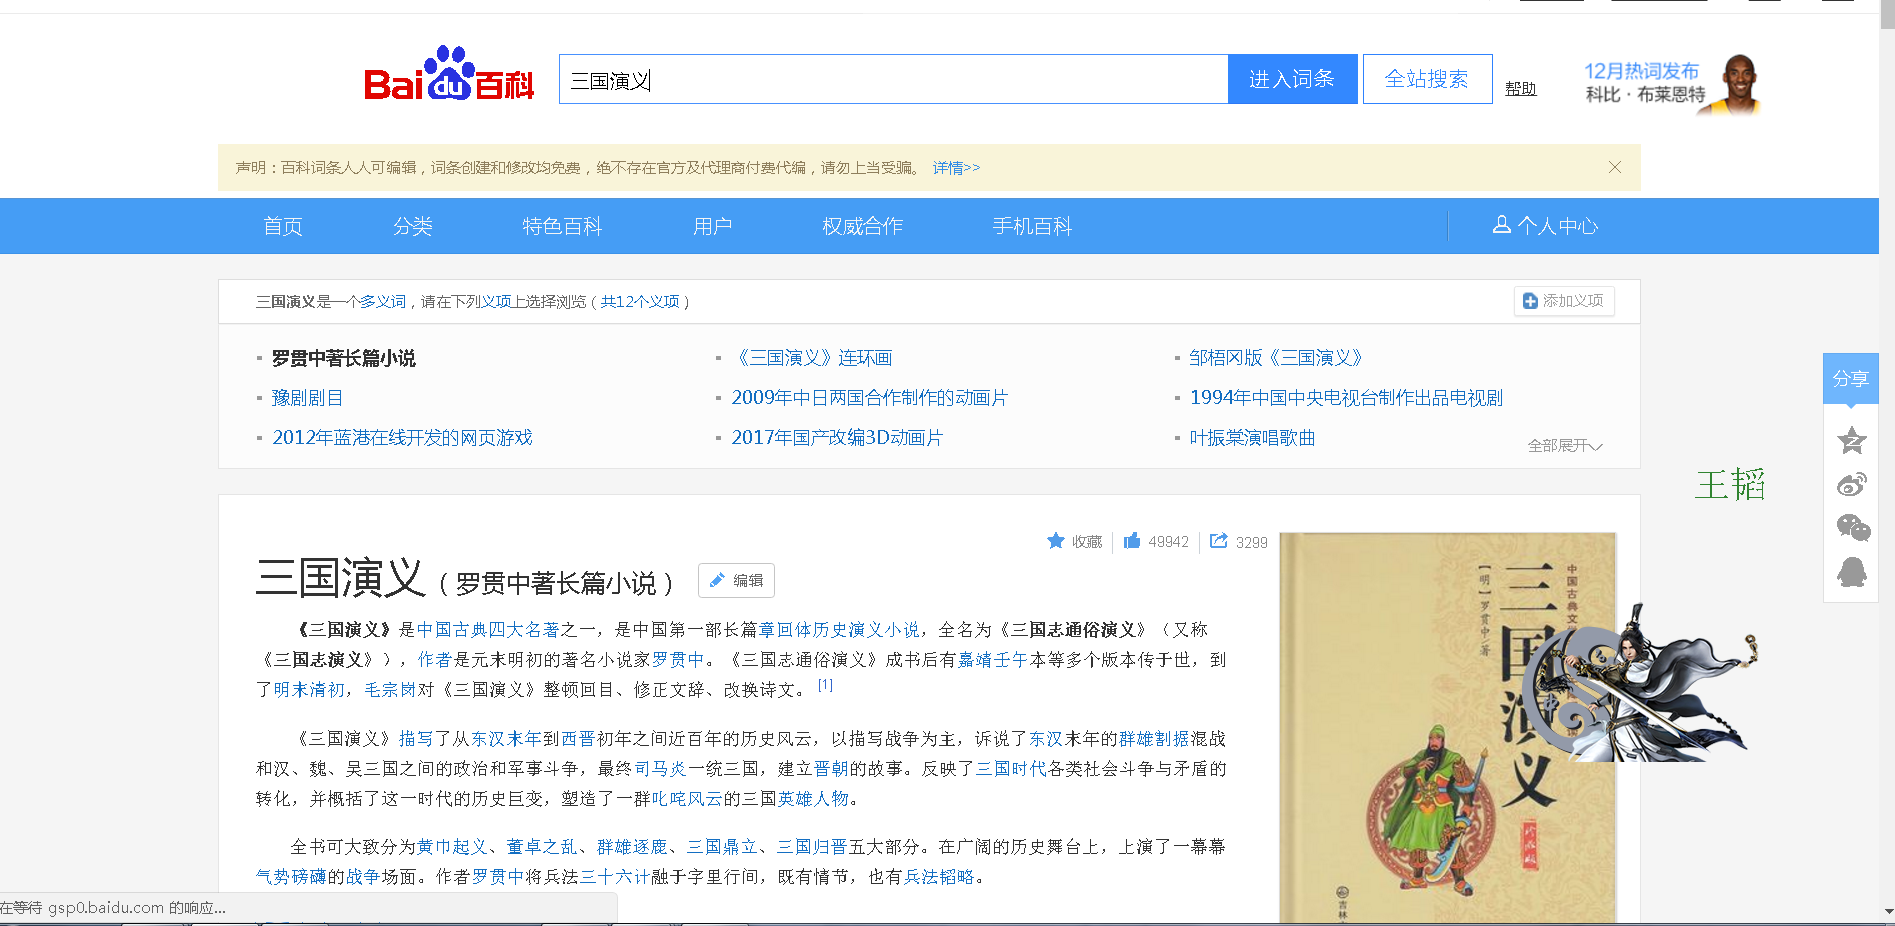 Bai du 百科
三国演义
进入词条
全站搜索
帮助
12月热词发布
科比·布莱恩特
声明：百科词条人人可编辑，词条创建和修改均免费，绝不存在官方及代理商付费代编，请勿上当受骗。 详情>>
首页 分类 特色百科 用户 权威合作 手机百科 个人中心
三国演义是一个多义词，请在下列义项上选择浏览（共12个义项）
添加义项
罗贯中著长篇小说 《三国演义》连环画 邹梧冈版《三国演义》
豫剧剧目 2009年中日两国合作制作的动画片 1994年中国中央电视台制作出品电视剧
2012年蓝港在线开发的网页游戏 2017年国产改编3D动画片 叶振棠演唱歌曲
全部展开
分享
王韬
收藏 49942 3299
三国演义（罗贯中著长篇小说） 编辑
《三国演义》是中国古典四大名著之一，是中国第一部长篇章回体历史演义小说，全名为《三国志通俗演义》（又称
《三国志演义》），作者是元末明初的著名小说家罗贯中。《三国志通俗演义》成书后有嘉靖壬午本等多个版本传于世，到
了明末清初，毛宗岗对《三国演义》整顿回目、修正文辞、改换诗文。 [1]
《三国演义》描写了从东汉末年到西晋初年之间近百年的历史风云，以描写战争为主，诉说了东汉末年的群雄割据混战
和汉、魏、吴三国之间的政治和军事斗争，最终司马炎一统三国，建立晋朝的故事。反映了三国时代各类社会斗争与矛盾的
转化，并概括了这一时代的历史巨变，塑造了一群叱咤风云的三国英雄人物。
全书可大致分为黄巾起义、董卓之乱、群雄逐鹿、三国鼎立、三国归晋五大部分。在广阔的历史舞台上，上演了一幕幕
气势磅礴的战争场面。作者罗贯中将兵法三十六计融于字里行间，既有情节，也有兵法韬略。
中国古典文学
【明】罗贯中/著
三国演义
珍藏版
吉林
中
在等待 gsp0.baidu.com 的响应...